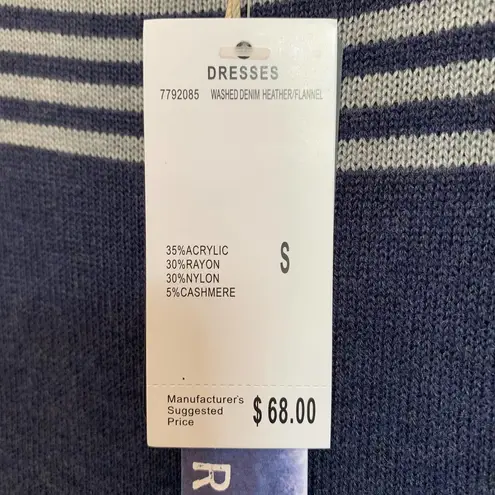 DRESSES
7792085 WASHED DENIM HEATHER/FLANNEL
35%ACRYLIC
30%RAYON
30%NYLON
5%CASHMERE
S
Manufacturer's
Suggested
Price
$68.00
R